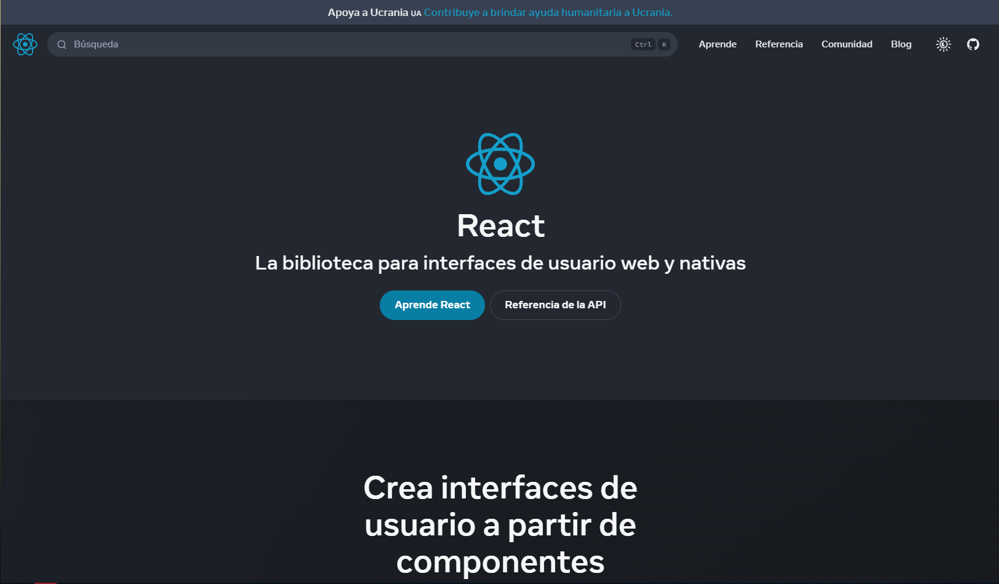 Apoya a Ucrania UA Contribuye a brindar ayuda humanitaria a Ucrania.
Búsqueda Ctrl K Aprende Referencia Comunidad Blog
React
La biblioteca para interfaces de usuario web y nativas
Aprende React Referencia de la API
Crea interfaces de
usuario a partir de
componentes